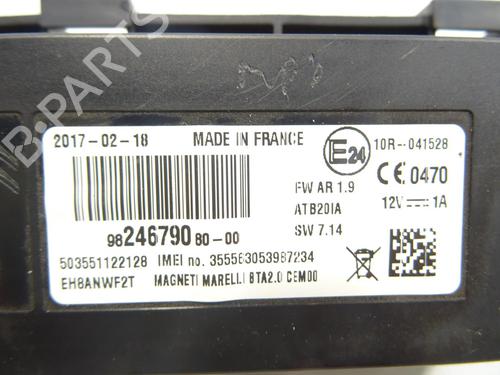 2017-02-18 MADE IN FRANCE
E24
10R-041528
FW AR 1.9
CE 0470
ATB20IA
12V 1A
9824679080-00
SW 7.14
503551122128 IMEI no. 355563053987234
EH8ANWF2T MAGNETI MARELLI BTA2.0 CEM00
B-PARTS